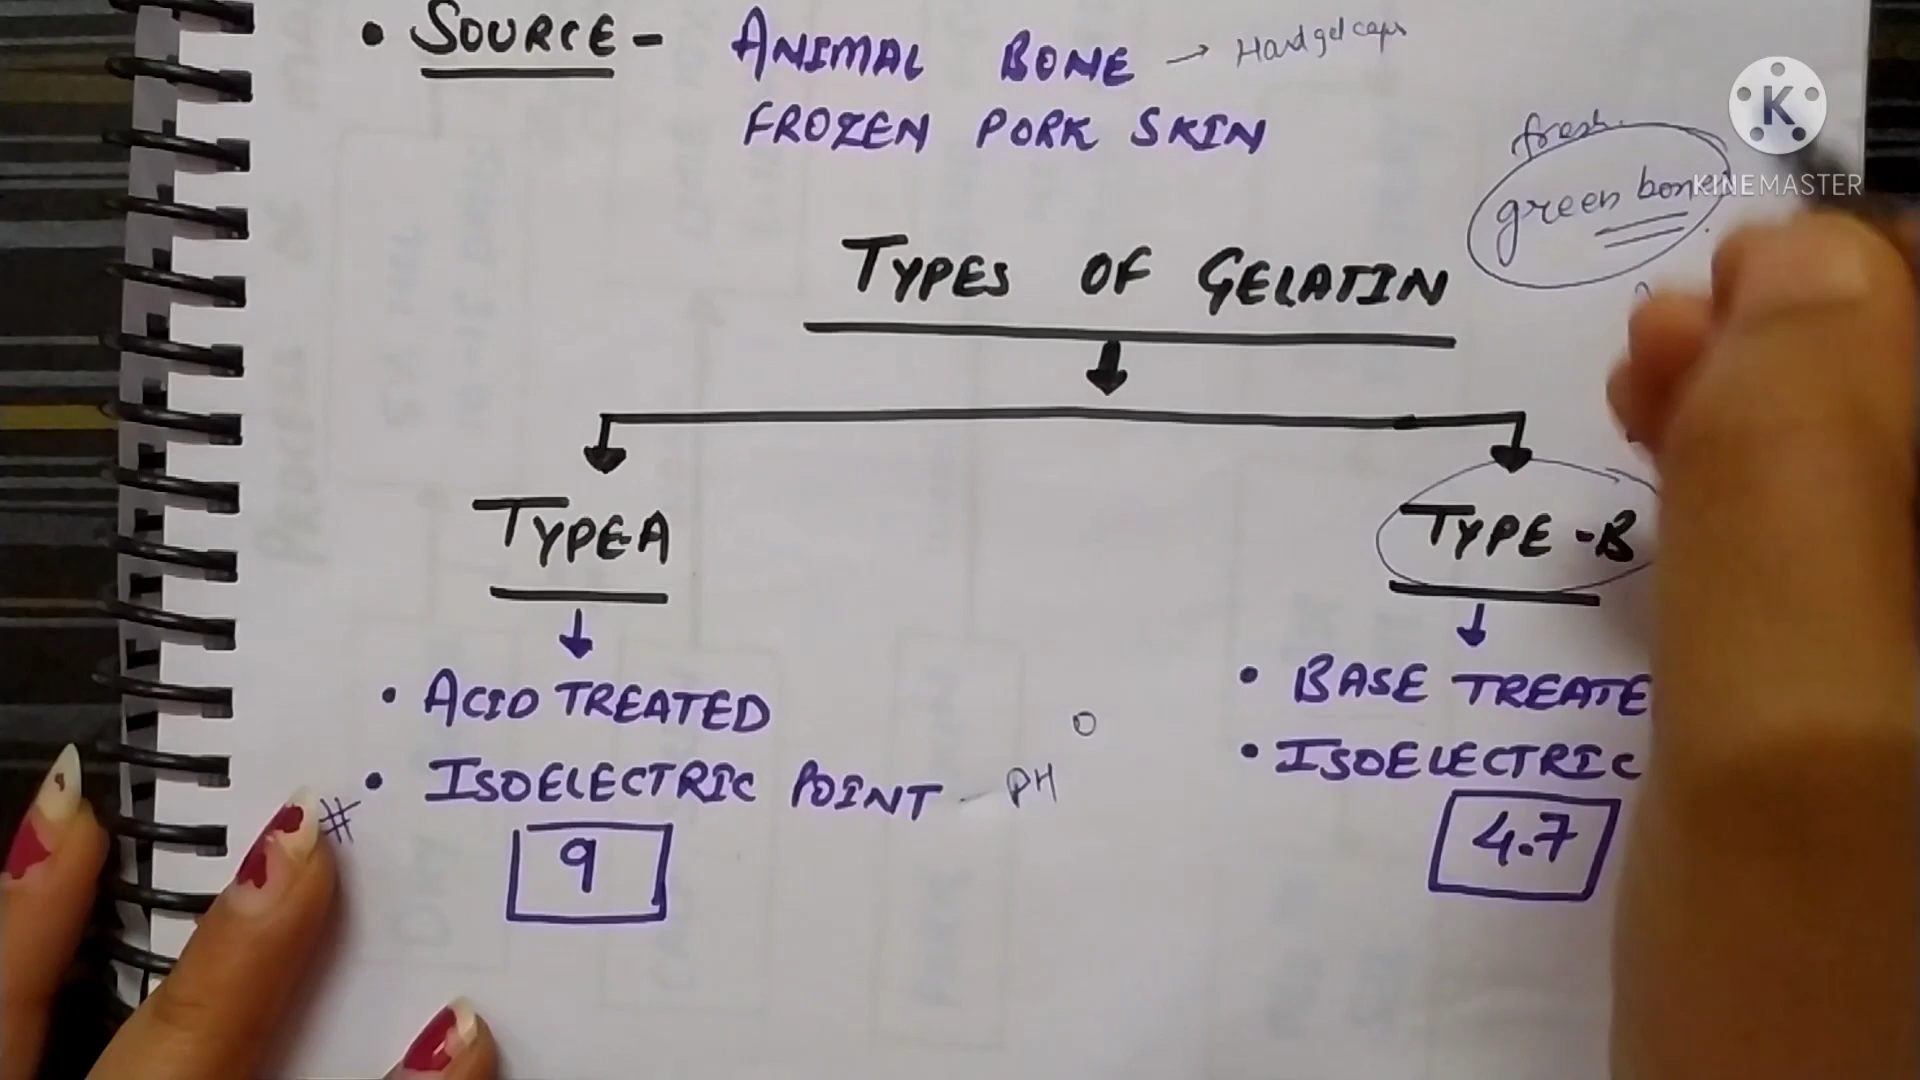 • SOURCE - ANIMAL BONE → Hard gel caps
FROZEN PORK SKIN
fresh
green bone
K
KINEMASTER
TYPES OF GELATIN
TYPE-A
TYPE-B
• ACID TREATED
• ISOELECTRIC POINT - PH
#
9
• BASE TREATE
• ISOELECTRIC
4.7